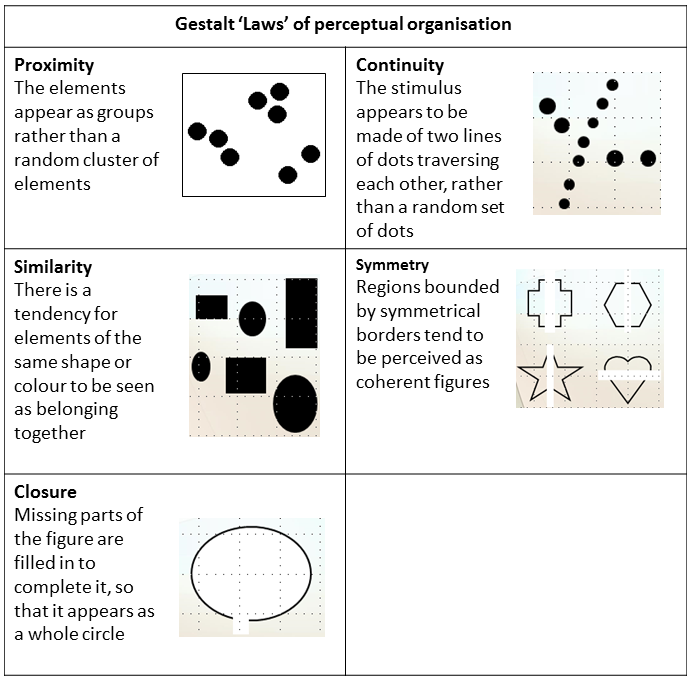 Gestalt ‘Laws’ of perceptual organisation
Proximity
The elements
appear as groups
rather than a
random cluster of
elements
Continuity
The stimulus
appears to be
made of two lines
of dots traversing
each other, rather
than a random set
of dots
Similarity
There is a
tendency for
elements of the
same shape or
colour to be seen
as belonging
together
Symmetry
Regions bounded
by symmetrical
borders tend to
be perceived as
coherent figures
Closure
Missing parts of
the figure are
filled in to
complete it, so
that it appears as
a whole circle